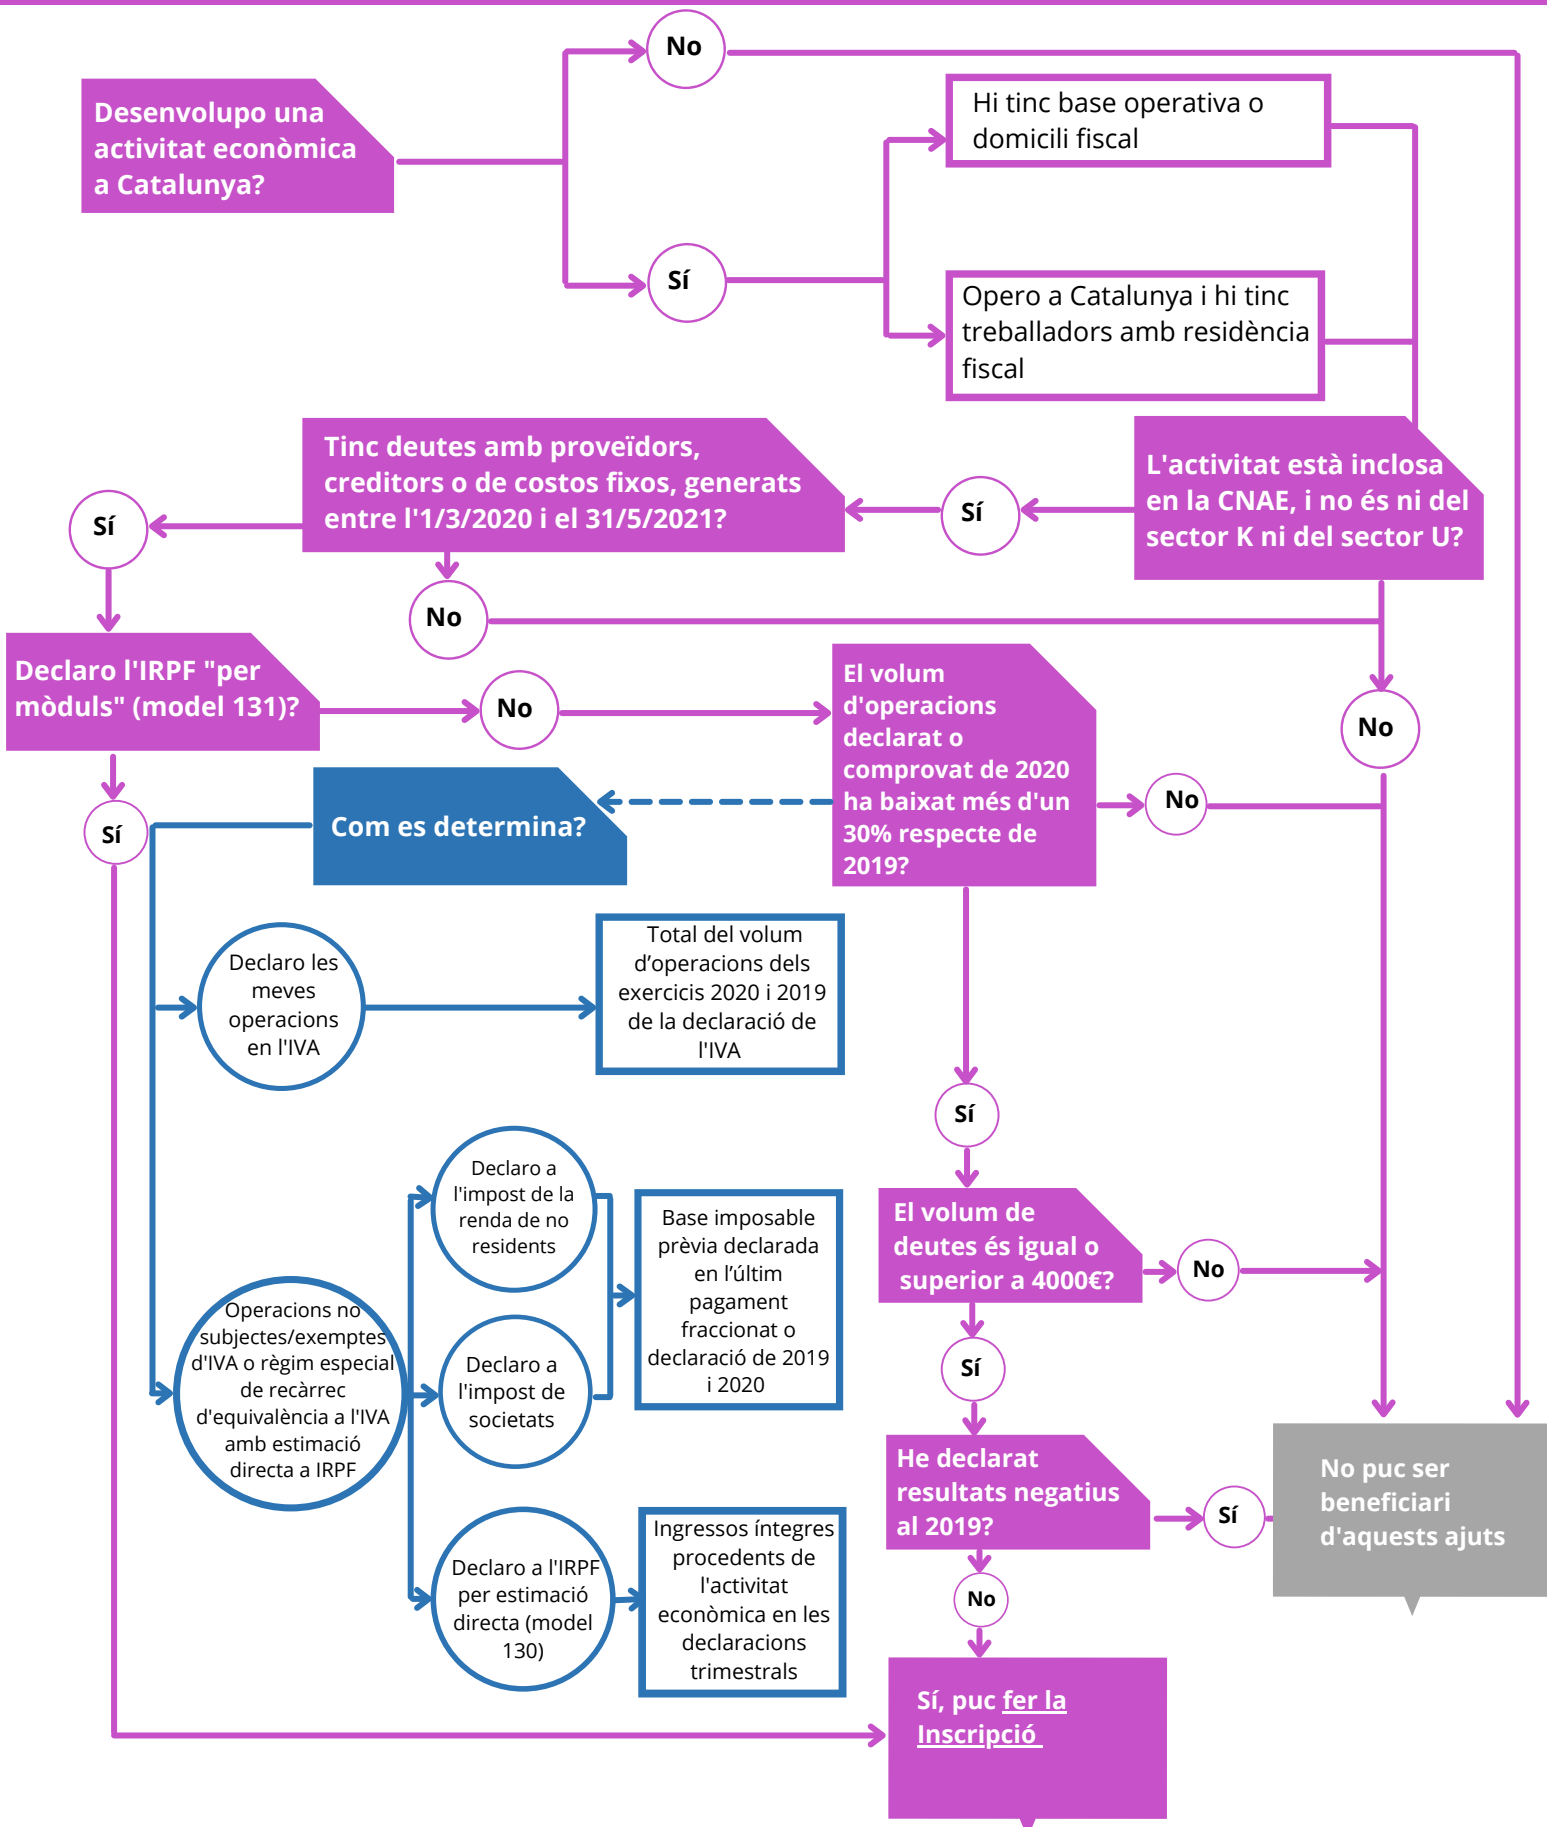 No
Desenvolupo una
activitat econòmica
a Catalunya?
Hi tinc base operativa o
domicili fiscal
Sí
Opero a Catalunya i hi tinc
treballadors amb residència
fiscal
Tinc deutes amb proveïdors,
creditors o de costos fixos, generats
entre l'1/3/2020 i el 31/5/2021?
L'activitat està inclosa
en la CNAE, i no és ni del
sector K ni del sector U?
Sí
Sí
No
Declaro l'IRPF "per
mòduls" (model 131)?
No
El volum
d'operacions
declarat o
comprovat de 2020
ha baixat més d'un
30% respecte de
2019?
No
No
Sí
Com es determina?
Declaro les
meves
operacions
en l'IVA
Total del volum
d’operacions dels
exercicis 2020 i 2019
de la declaració de
l'IVA
Sí
Declaro a
l'impost de la
renda de no
residents
Base imposable
prèvia declarada
en l’últim
pagament
fraccionat o
declaració de 2019
i 2020
El volum de
deutes és igual o
superior a 4000€?
No
Operacions no
subjectes/exemptes
d'IVA o règim especial
de recàrrec
d'equivalència a l'IVA
amb estimació
directa a IRPF
Declaro a
l'impost de
societats
Sí
He declarat
resultats negatius
al 2019?
Sí
No puc ser
beneficiari
d'aquests ajuts
Declaro a l'IRPF
per estimació
directa (model
130)
Ingressos íntegres
procedents de
l'activitat
econòmica en les
declaracions
trimestrals
No
Sí, puc fer la
Inscripció